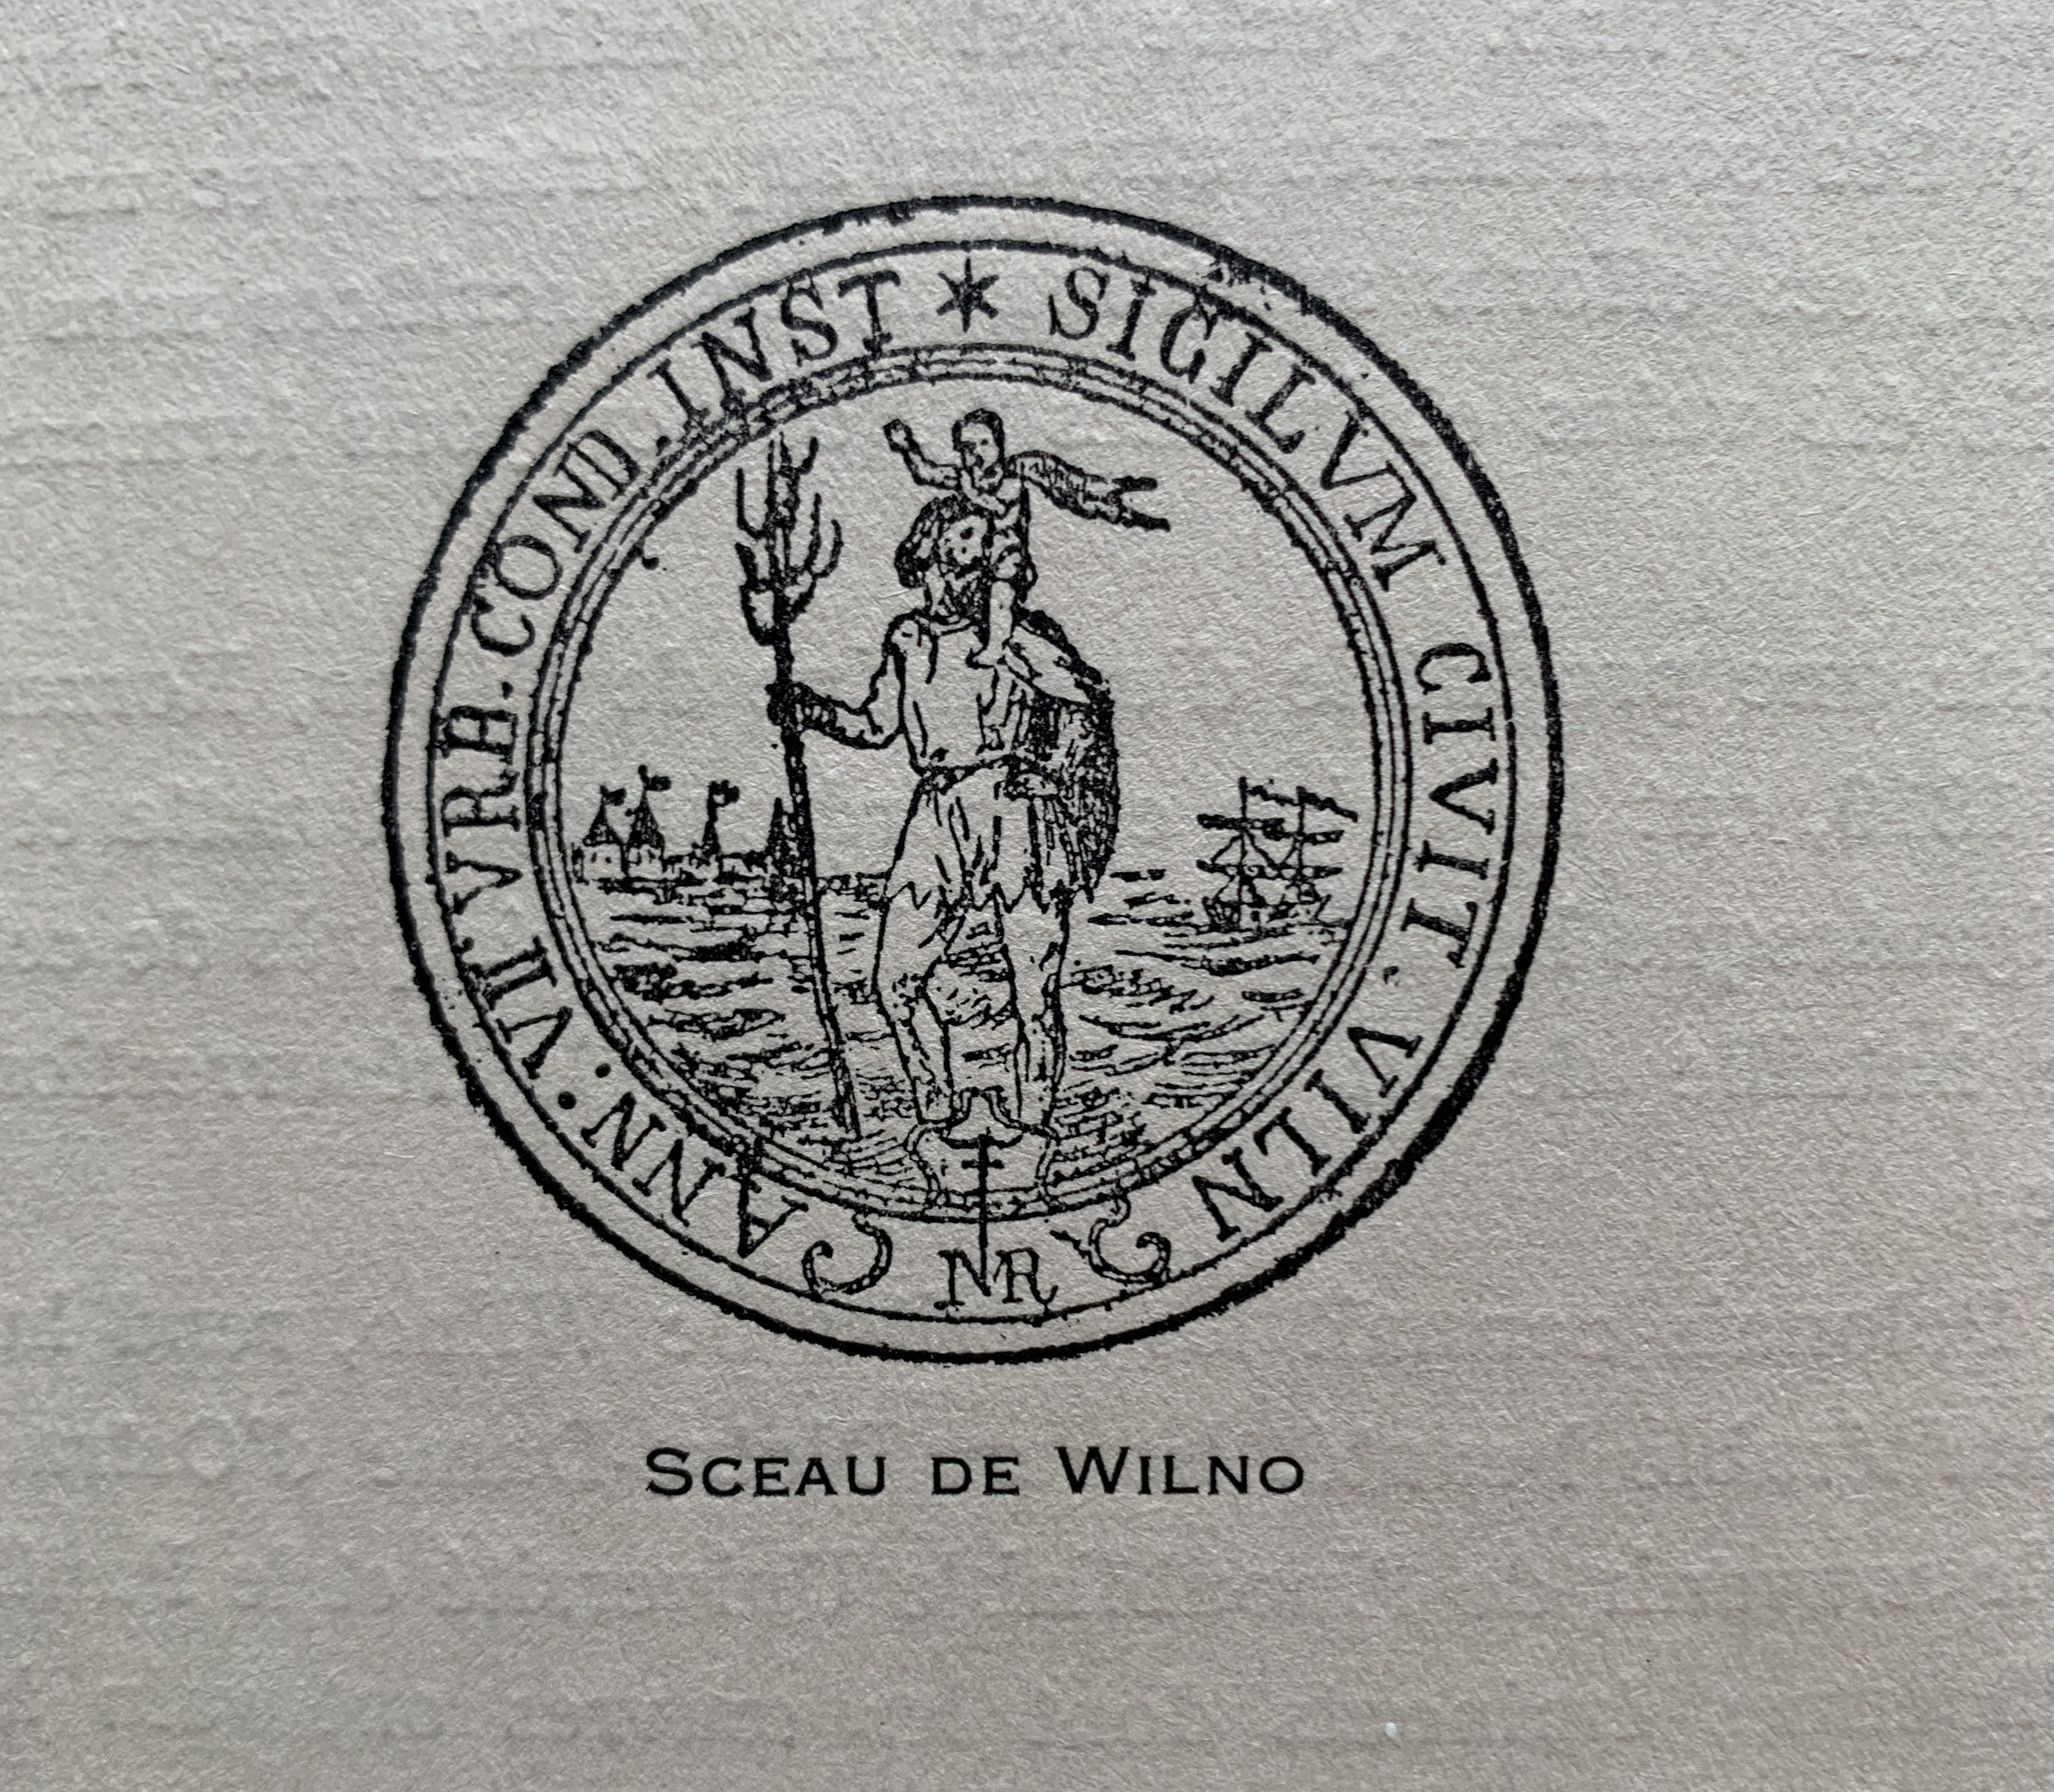 SIGILVM CIVIT. VILN
NR
ANN: VII VRB. COND. INST *
SCEAU DE WILNO